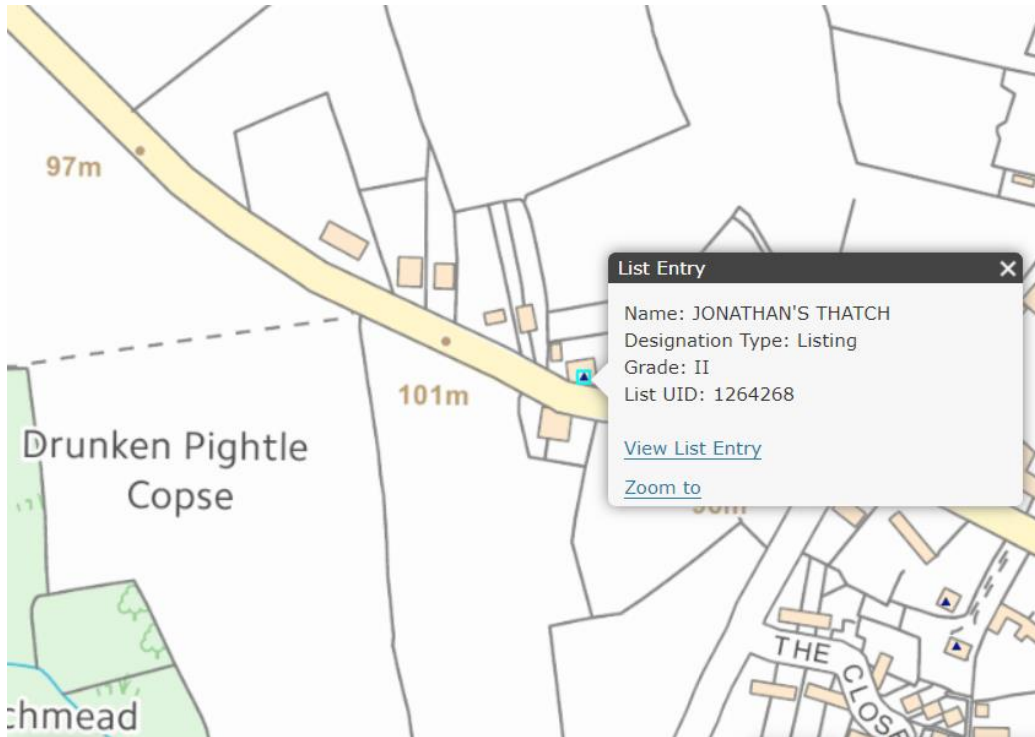 97m
List Entry
Name: JONATHAN'S THATCH
Designation Type: Listing
Grade: II
List UID: 1264268
View List Entry
Zoom to
101m
Drunken Pightle
Copse
THE CLOSE
chmead